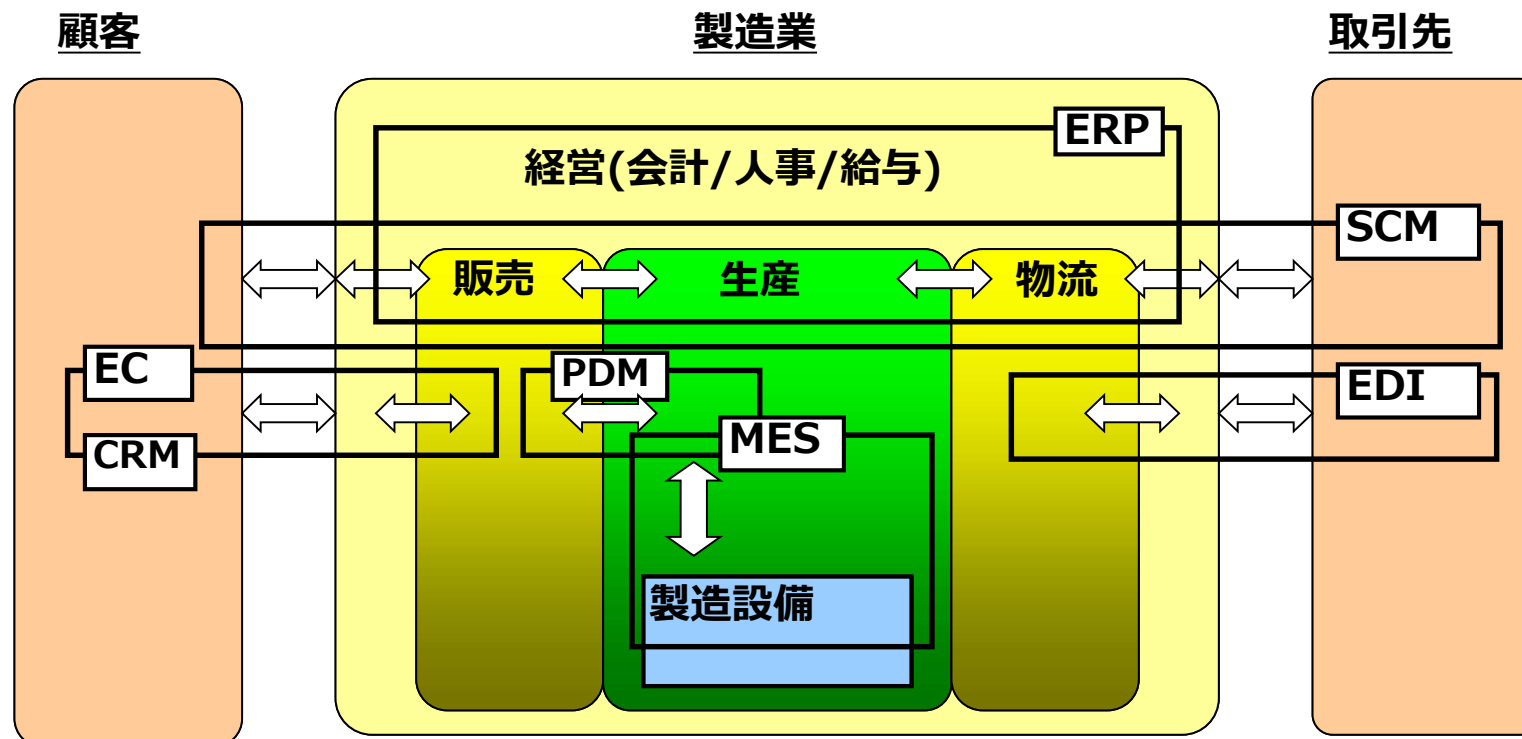 顧客
製造業
取引先
ERP
経営(会計/人事/給与)
SCM
販売
生産
物流
EC
PDM
EDI
CRM
MES
製造設備